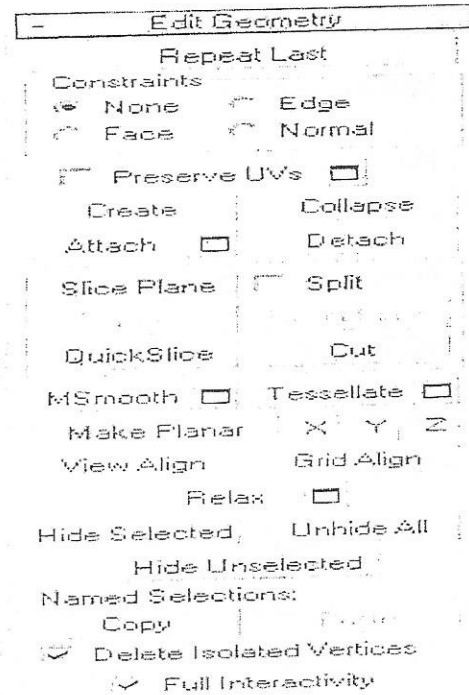 - Edit Geometry
Repeat Last
Constraints
None Edge
Face Normal
Preserve UVs
Create Collapse
Attach Detach
Slice Plane Split
QuickSlice Cut
MSmooth Tessellate
Make Planar X Y Z
View Align Grid Align
Relax
Hide Selected Unhide All
Hide Unselected
Named Selections:
Copy
Delete Isolated Vertices
Full Interactivity